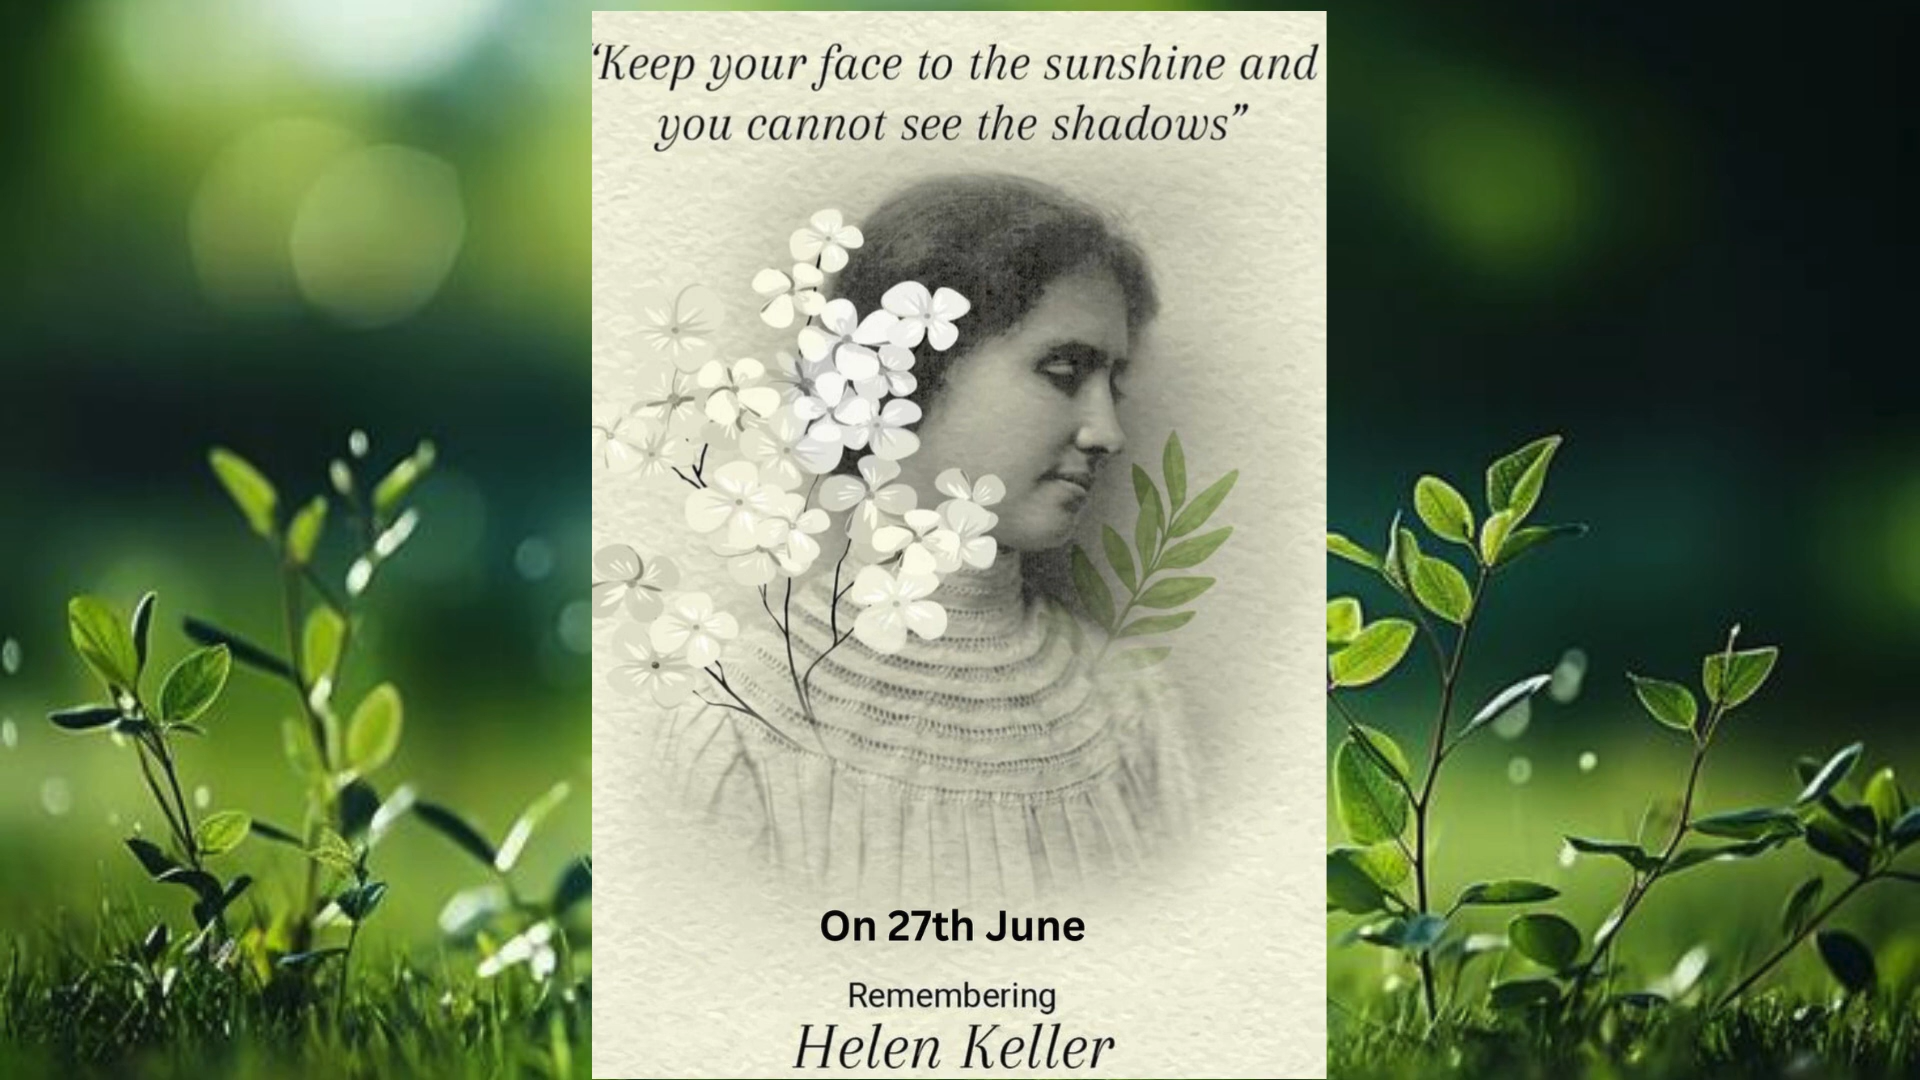 “Keep your face to the sunshine and
you cannot see the shadows”
On 27th June
Remembering
Helen Keller